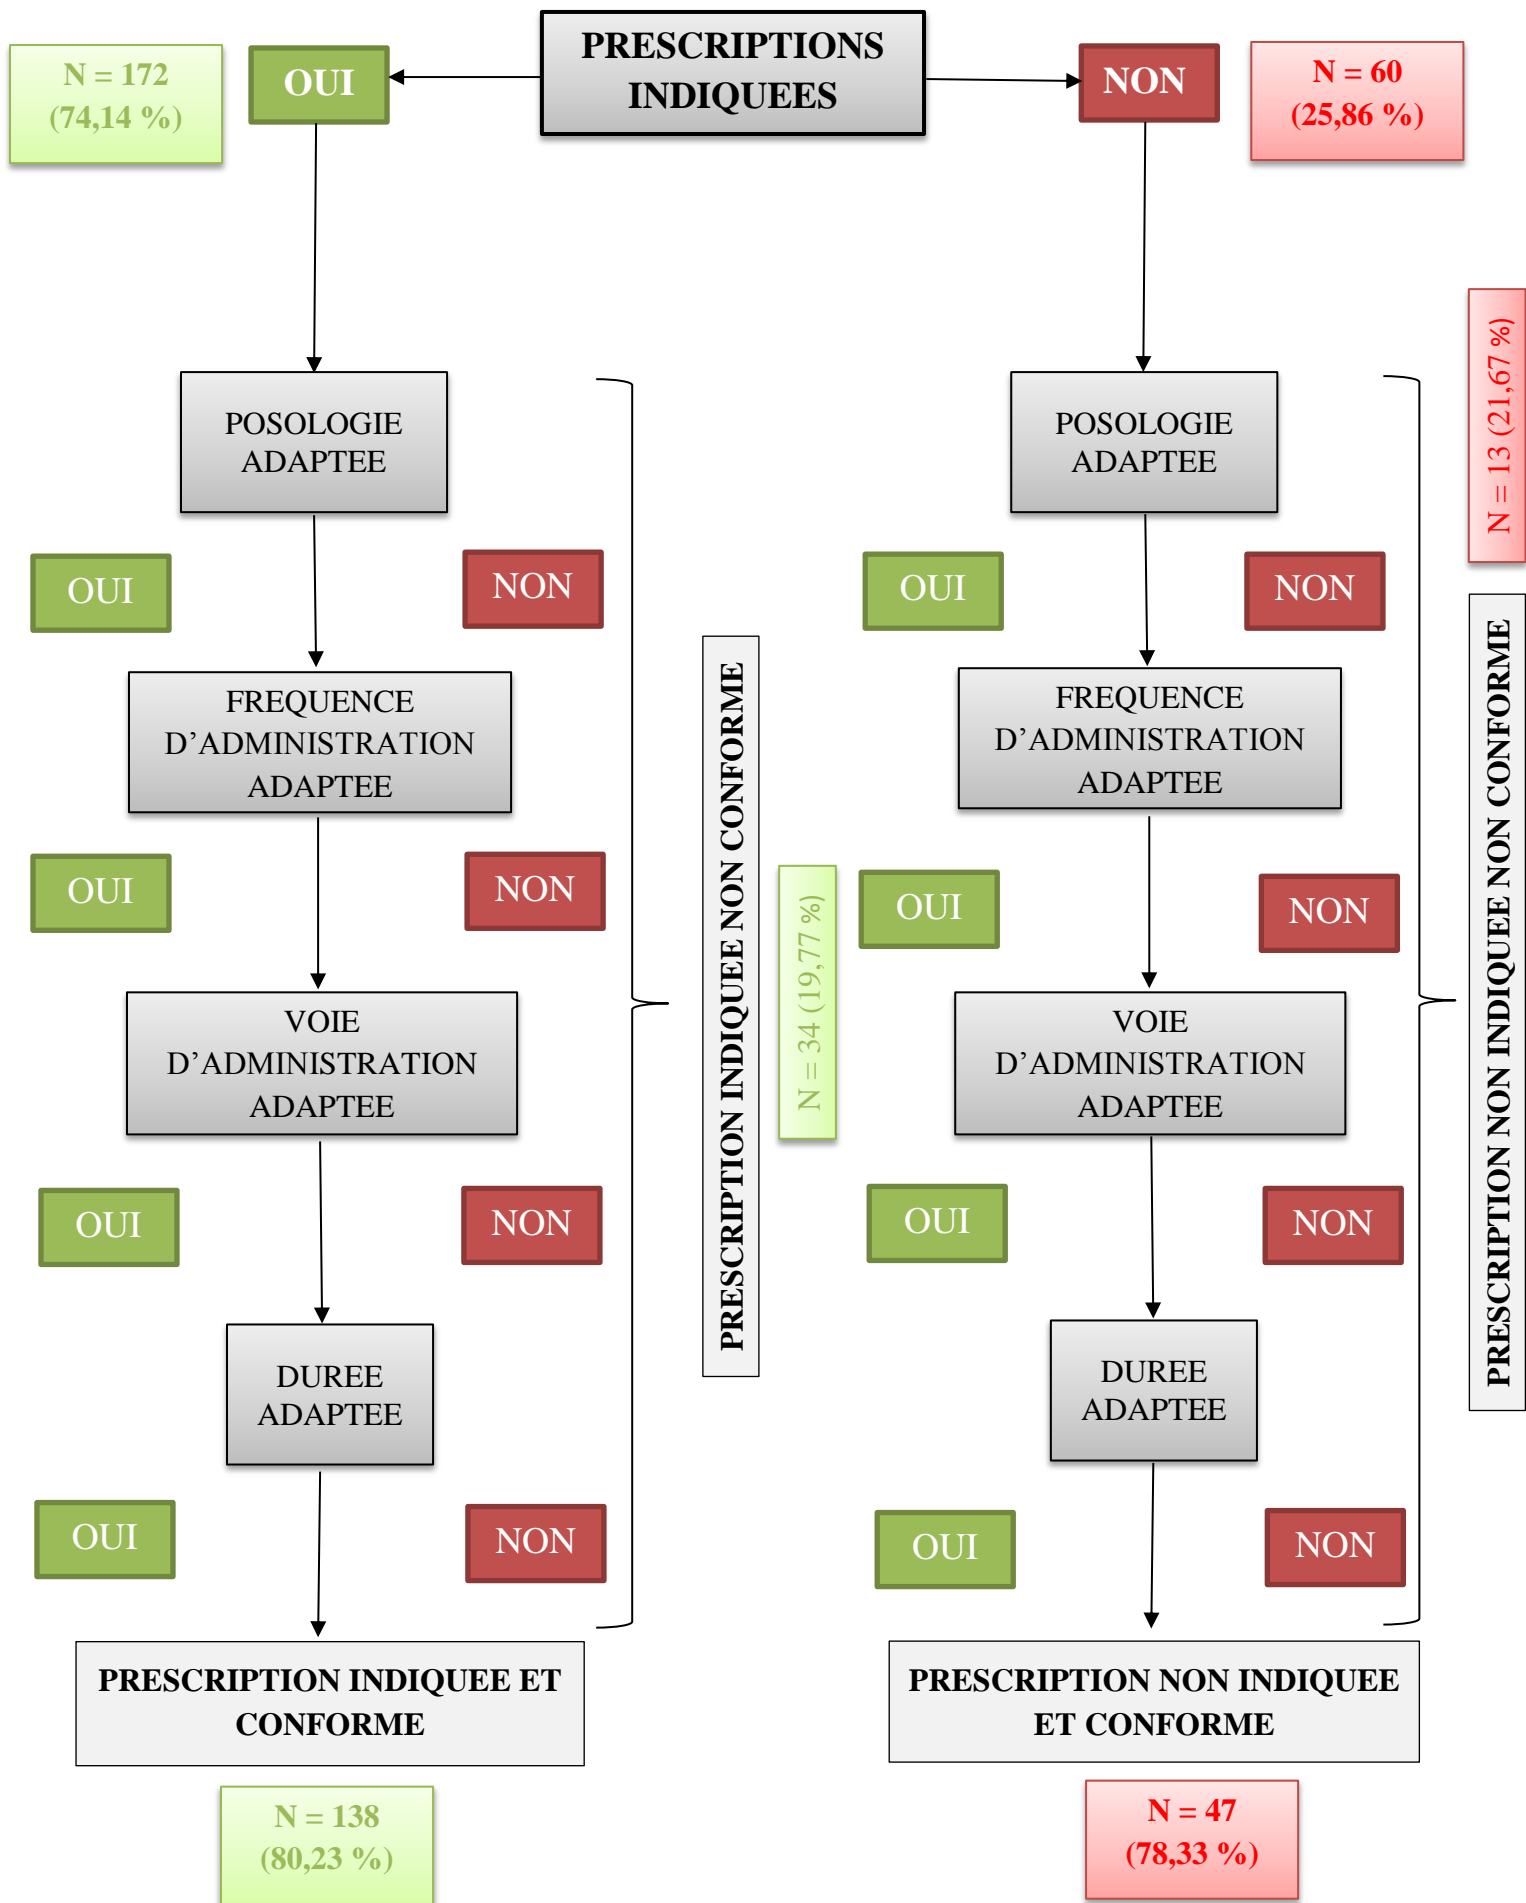 PRESCRIPTIONS
INDIQUEES
N = 172
(74,14 %)
OUI
NON
N = 60
(25,86 %)
POSOLOGIE
ADAPTEE
OUI
NON
FREQUENCE
D’ADMINISTRATION
ADAPTEE
OUI
NON
VOIE
D’ADMINISTRATION
ADAPTEE
OUI
NON
DUREE
ADAPTEE
OUI
NON
PRESCRIPTION INDIQUEE ET
CONFORME
N = 138
(80,23 %)
PRESCRIPTION INDIQUEE NON CONFORME
N = 34 (19,77 %)
POSOLOGIE
ADAPTEE
OUI
NON
FREQUENCE
D’ADMINISTRATION
ADAPTEE
OUI
NON
VOIE
D’ADMINISTRATION
ADAPTEE
OUI
NON
DUREE
ADAPTEE
OUI
NON
PRESCRIPTION NON INDIQUEE
ET CONFORME
N = 47
(78,33 %)
PRESCRIPTION NON INDIQUEE NON CONFORME
N = 13 (21,67 %)